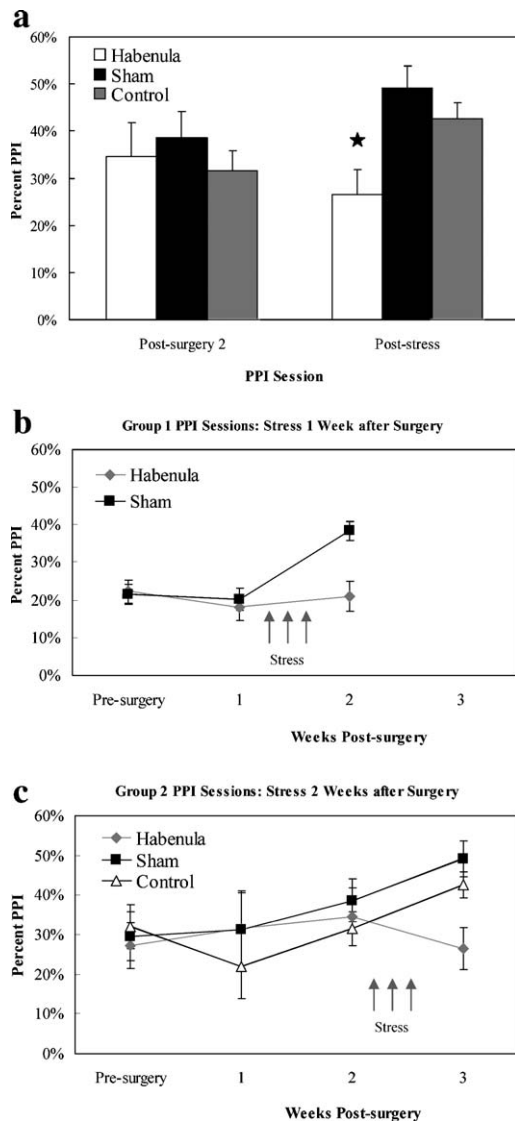 a
60%
50%
40%
30%
20%
10%
0%
Percent PPI
Habenula
Sham
Control
★
Post-surgery 2 Post-stress
PPI Session
b
Group 1 PPI Sessions: Stress 1 Week after Surgery
60%
50%
40%
30%
20%
10%
0%
Percent PPI
Habenula
Sham
Stress
Pre-surgery 1 2 3
Weeks Post-surgery
c
Group 2 PPI Sessions: Stress 2 Weeks after Surgery
60%
50%
40%
30%
20%
10%
0%
Percent PPI
Habenula
Sham
Control
Stress
Pre-surgery 1 2 3
Weeks Post-surgery